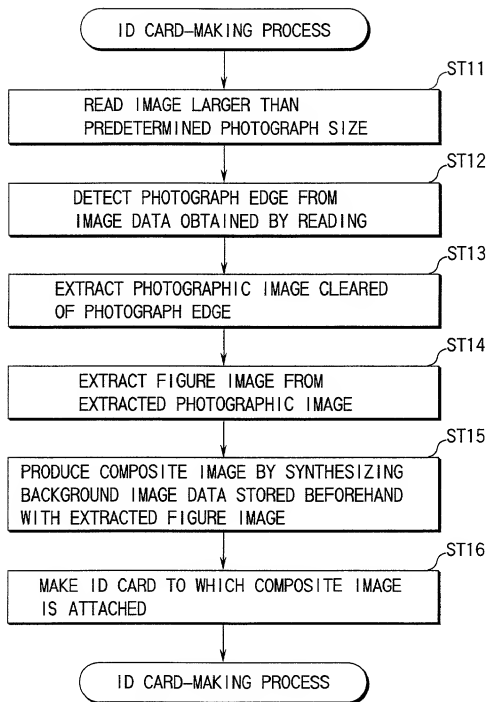 ID CARD-MAKING PROCESS
ST11
READ IMAGE LARGER THAN
PREDETERMINED PHOTOGRAPH SIZE
ST12
DETECT PHOTOGRAPH EDGE FROM
IMAGE DATA OBTAINED BY READING
ST13
EXTRACT PHOTOGRAPHIC IMAGE CLEARED
OF PHOTOGRAPH EDGE
ST14
EXTRACT FIGURE IMAGE FROM
EXTRACTED PHOTOGRAPHIC IMAGE
ST15
PRODUCE COMPOSITE IMAGE BY SYNTHESIZING
BACKGROUND IMAGE DATA STORED BEFOREHAND
WITH EXTRACTED FIGURE IMAGE
ST16
MAKE ID CARD TO WHICH COMPOSITE IMAGE
IS ATTACHED
ID CARD-MAKING PROCESS